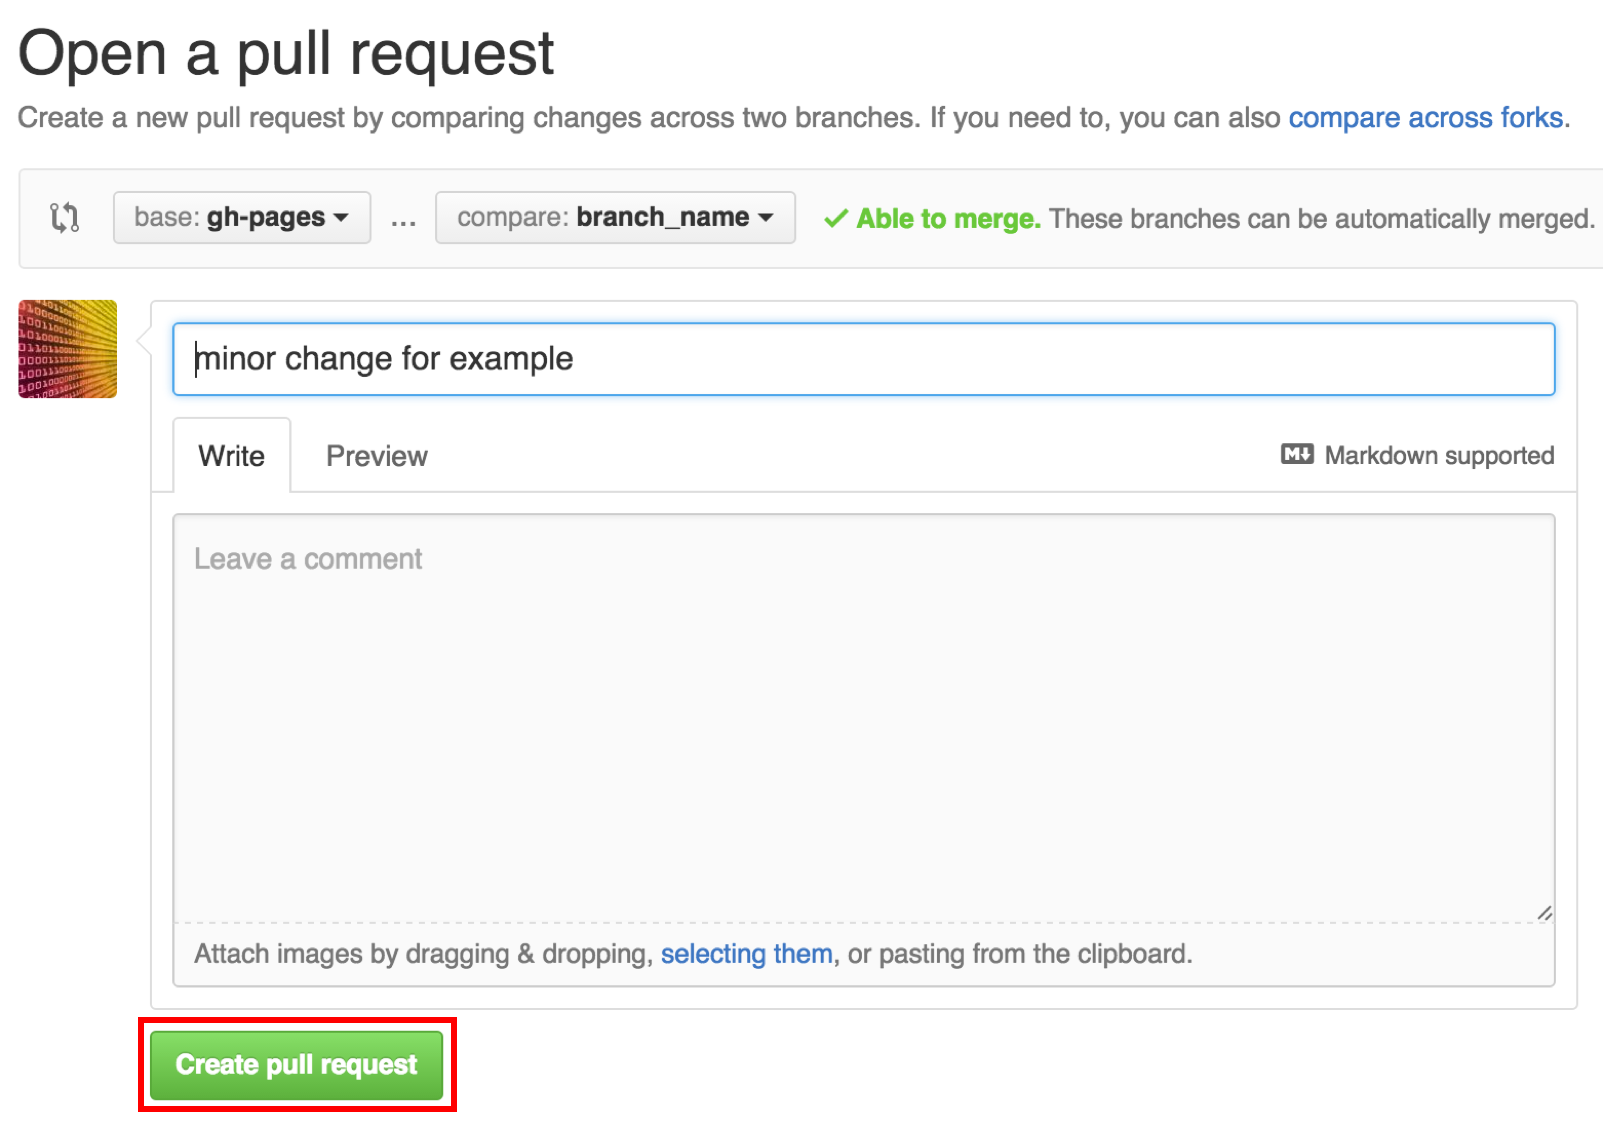 Open a pull request
Create a new pull request by comparing changes across two branches. If you need to, you can also compare across forks.
base: gh-pages ... compare: branch_name Able to merge. These branches can be automatically merged.
minor change for example
Write Preview M Markdown supported
Leave a comment
Attach images by dragging & dropping, selecting them, or pasting from the clipboard.
Create pull request